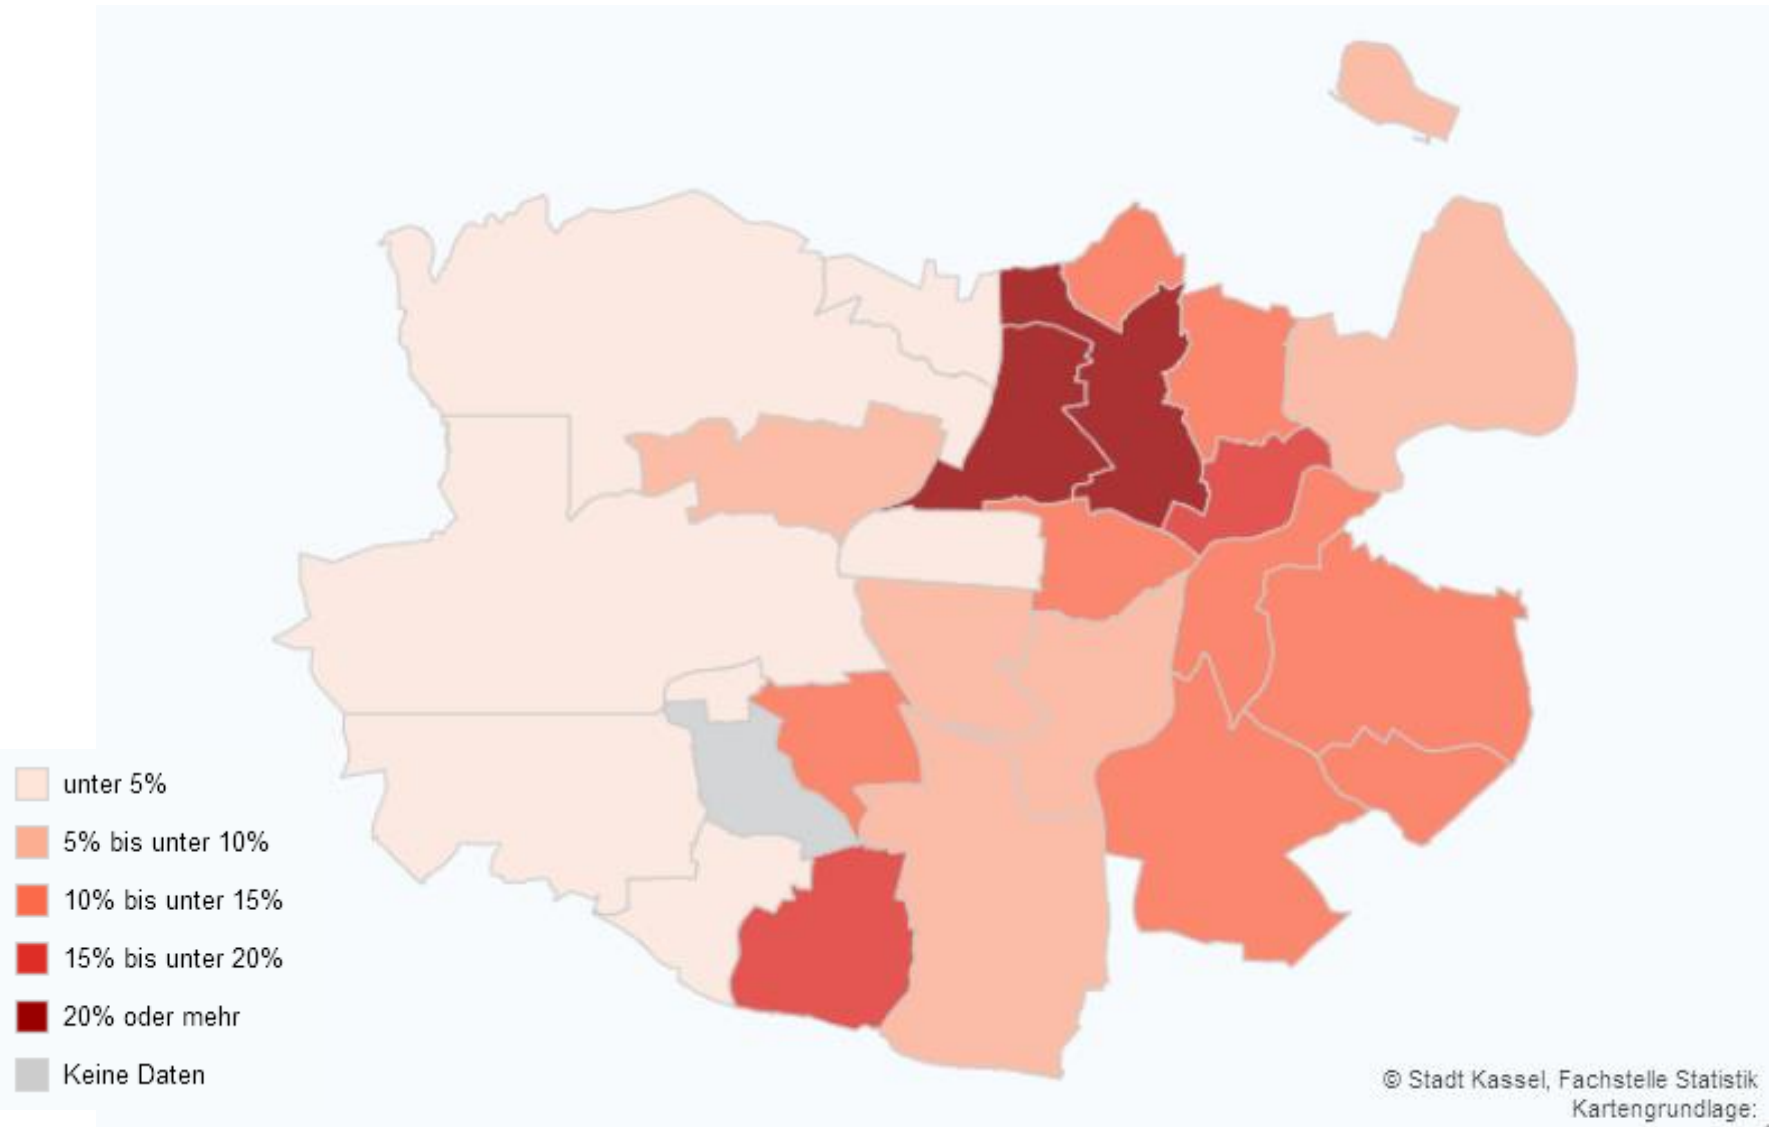 unter 5%
5% bis unter 10%
10% bis unter 15%
15% bis unter 20%
20% oder mehr
Keine Daten
© Stadt Kassel, Fachstelle Statistik
Kartengrundlage: